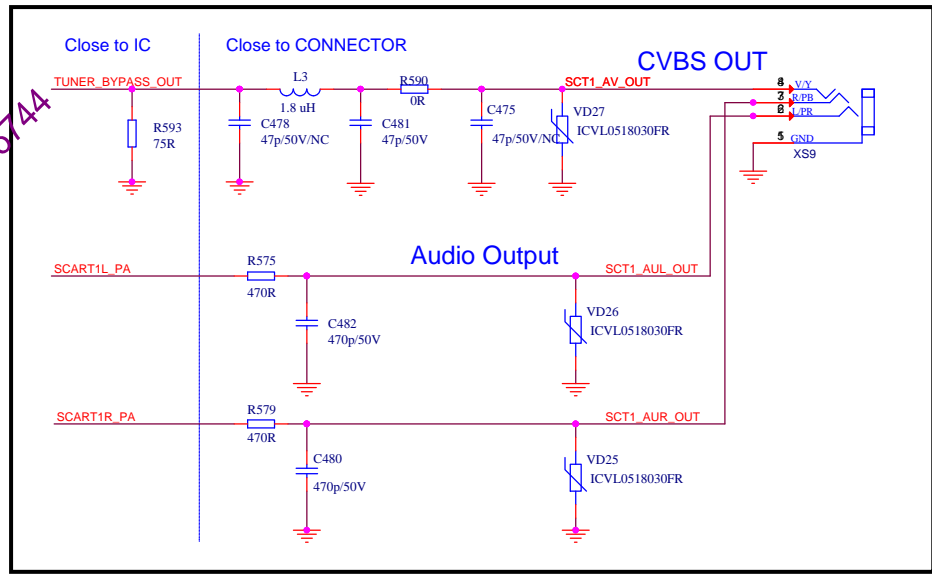 Close to IC
Close to CONNECTOR
CVBS OUT
TUNER_BYPASS_OUT
L3
1.8 uH
R590
0R
SCT1_AV_OUT
R593
75R
C478
47p/50V/NC
C481
47p/50V
C475
47p/50V/NC
VD27
ICVL0518030FR
V/Y
R/PB
L/PR
GND
XS9
5744
Audio Output
SCART1L_PA
R575
470R
SCT1_AUL_OUT
C482
470p/50V
VD26
ICVL0518030FR
SCART1R_PA
R579
470R
SCT1_AUR_OUT
C480
470p/50V
VD25
ICVL0518030FR